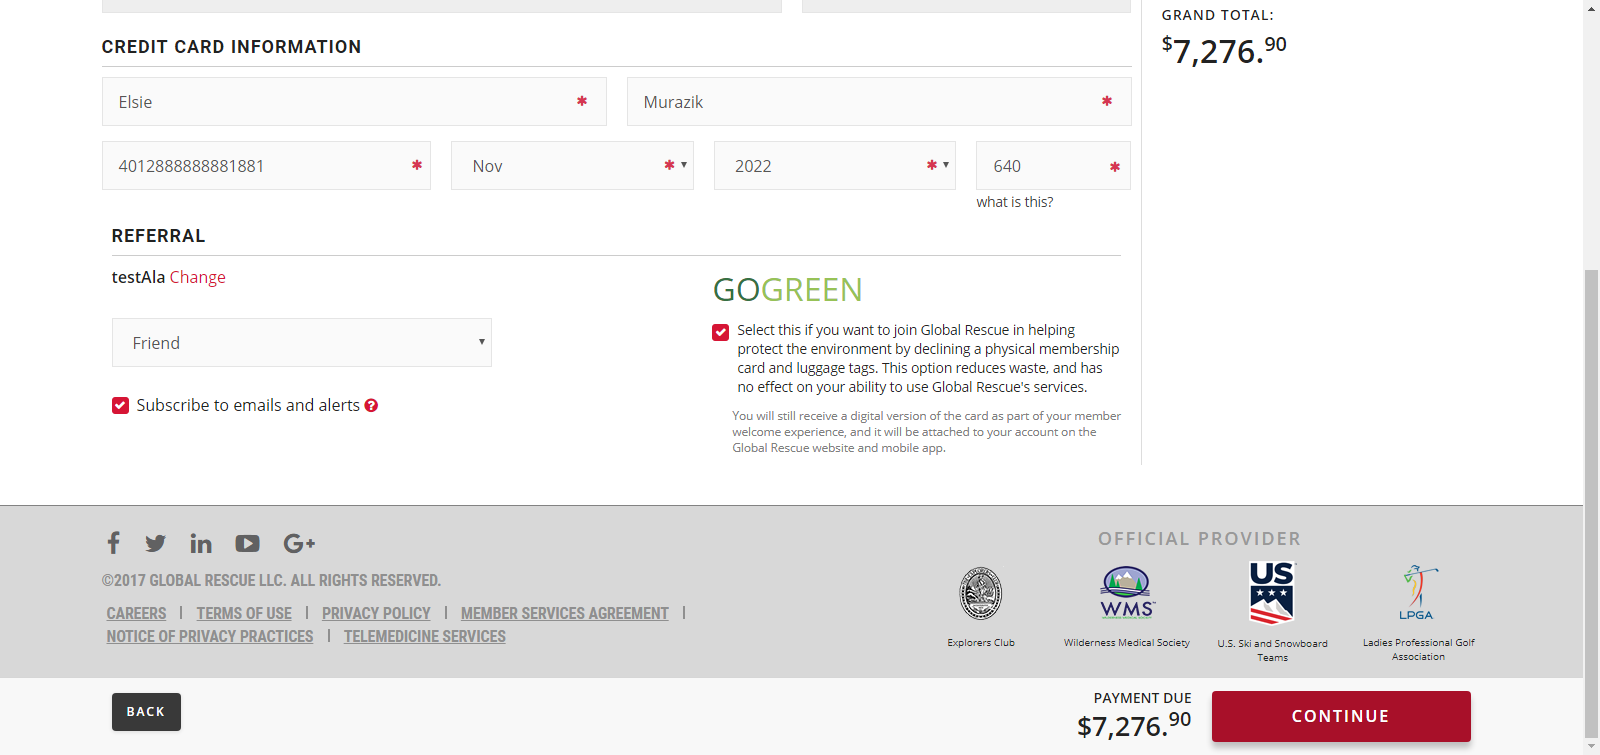 GRAND TOTAL:
$7,276.90
CREDIT CARD INFORMATION
Elsie *
Murazik *
4012888888881881 *
Nov * ▾
2022 * ▾
640 *
what is this?
REFERRAL
testAla Change
Friend ▾
Subscribe to emails and alerts ?
GOGREEN
Select this if you want to join Global Rescue in helping
protect the environment by declining a physical membership
card and luggage tags. This option reduces waste, and has
no effect on your ability to use Global Rescue's services.
You will still receive a digital version of the card as part of your member
welcome experience, and it will be attached to your account on the
Global Rescue website and mobile app.
f in G+
©2017 GLOBAL RESCUE LLC. ALL RIGHTS RESERVED.
CAREERS | TERMS OF USE | PRIVACY POLICY | MEMBER SERVICES AGREEMENT |
NOTICE OF PRIVACY PRACTICES | TELEMEDICINE SERVICES
OFFICIAL PROVIDER
WMS
US
LPGA
Explorers Club
Wilderness Medical Society
U.S. Ski and Snowboard
Teams
Ladies Professional Golf
Association
BACK
PAYMENT DUE
$7,276.90
CONTINUE